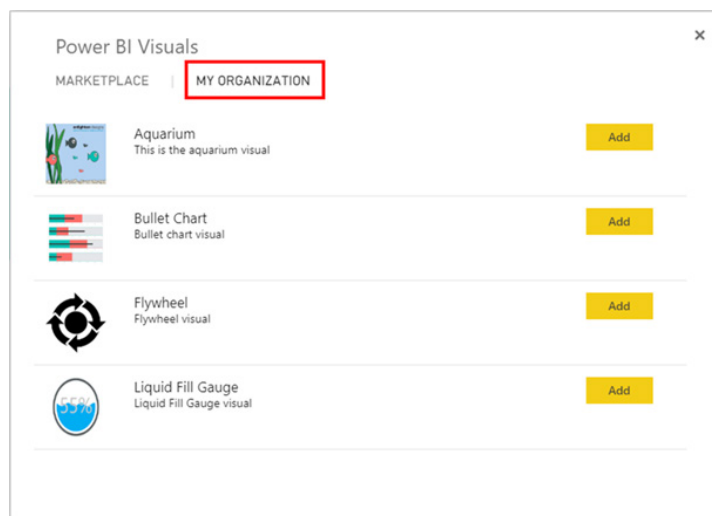 Power BI Visuals
MARKETPLACE | MY ORGANIZATION
Aquarium
This is the aquarium visual
Add
Bullet Chart
Bullet chart visual
Add
Flywheel
Flywheel visual
Add
55%
Liquid Fill Gauge
Liquid Fill Gauge visual
Add